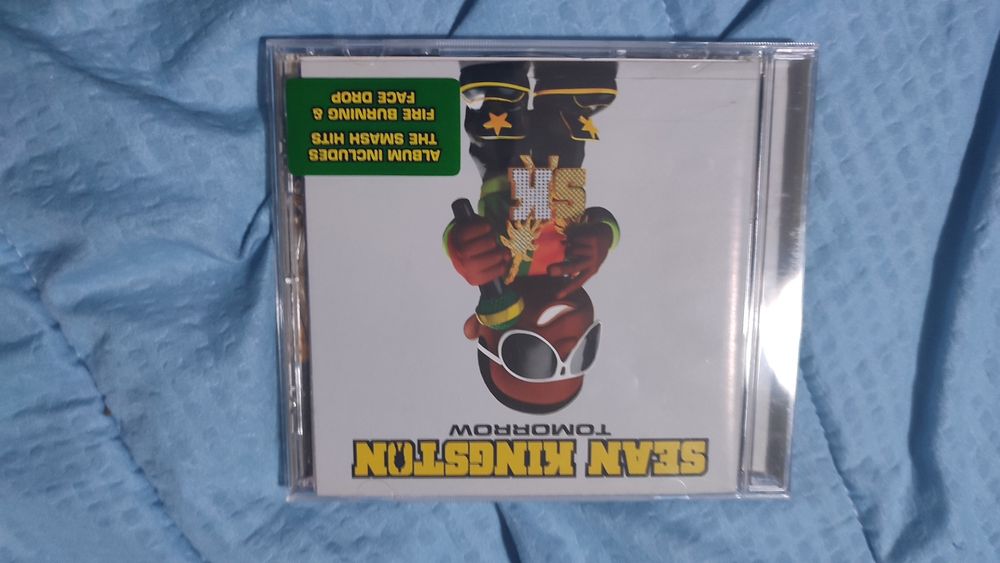 SEAN KINGSTON
TOMORROW
SK
ALBUM INCLUDES
THE SMASH HITS
FIRE BURNING &
FACE DROP